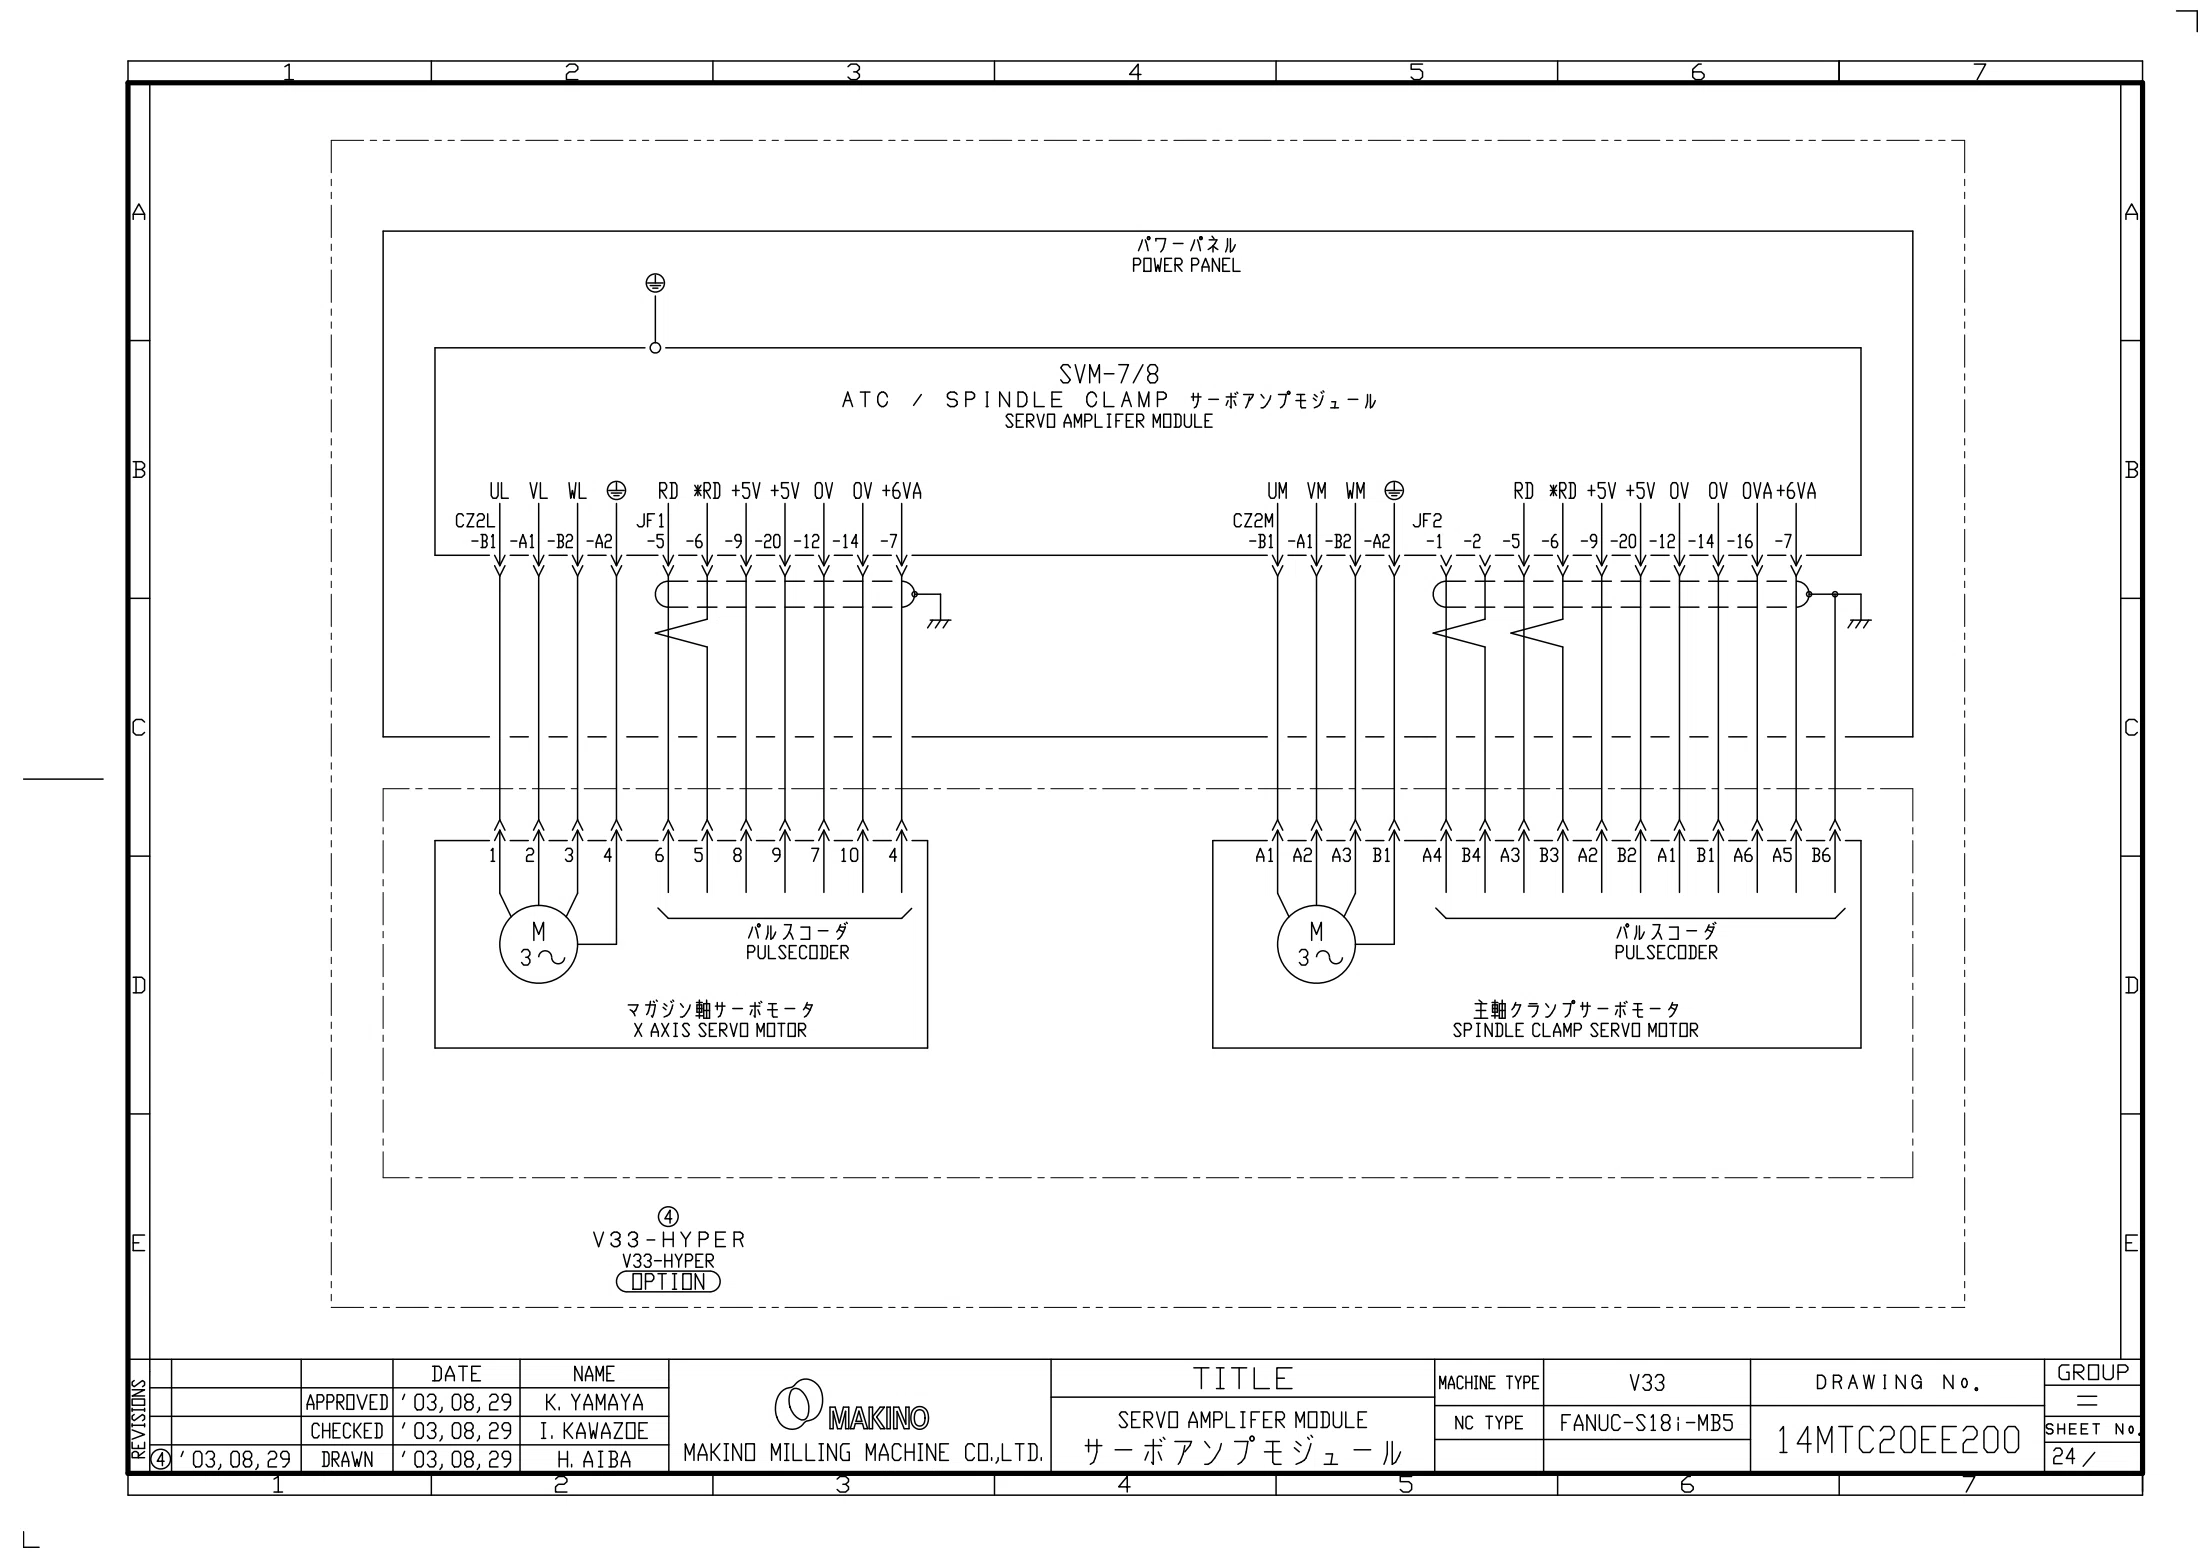 1 2 3 4 5 6 7
A A
パワーパネル
POWER PANEL
SVM-7/8
ATC / SPINDLE CLAMP サーボアンプモジュール
SERVO AMPLIFER MODULE
B B
UL VL WL RD *RD +5V +5V 0V 0V +6VA UM VM WM RD *RD +5V +5V 0V 0V 0VA +6VA
CZ2L JF1 CZ2M JF2
-B1 -A1 -B2 -A2 -5 -6 -9 -20 -12 -14 -7 -B1 -A1 -B2 -A2 -1 -2 -5 -6 -9 -20 -12 -14 -16 -7
C C
1 2 3 4 6 5 8 9 7 10 4 A1 A2 A3 B1 A4 B4 A3 B3 A2 B2 A1 B1 A6 A5 B6
M パルスコーダ M パルスコーダ
3 PULSECODER 3 PULSECODER
D D
マガジン軸サーボモータ 主軸クランプサーボモータ
X AXIS SERVO MOTOR SPINDLE CLAMP SERVO MOTOR
④
V33-HYPER
E E
V33-HYPER
OPTION
REVISIONS
④ '03,08,29
DATE NAME
APPROVED '03,08,29 K. YAMAYA
CHECKED '03,08,29 I. KAWAZOE
DRAWN '03,08,29 H. AIBA
MAKINO
MAKINO MILLING MACHINE CO.,LTD.
TITLE
SERVO AMPLIFER MODULE
サーボアンプモジュール
MACHINE TYPE V33
NC TYPE FANUC-S18i-MB5
DRAWING No.
14MTC20EE200
GROUP
=
SHEET No.
24/
1 2 3 4 5 6 7